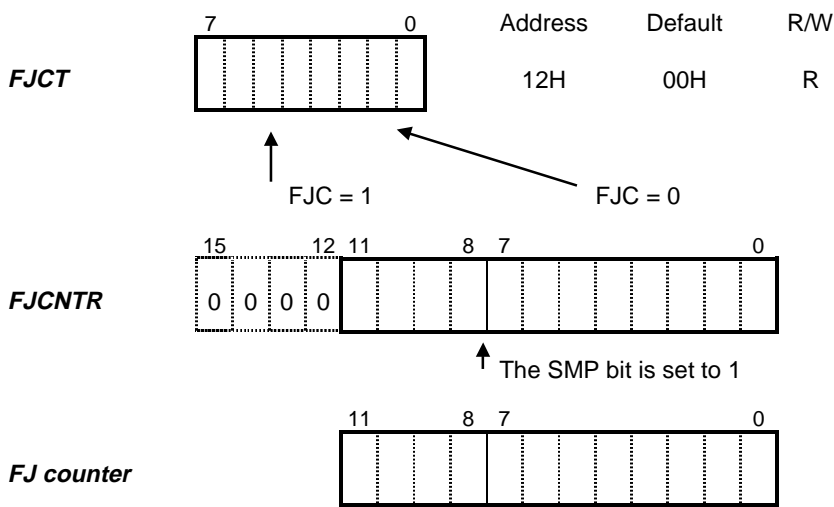 7 0 Address Default R/W
FJCT 12H 00H R
FJC = 1 FJC = 0
15 12 11 8 7 0
FJCNTR 0 0 0 0
The SMP bit is set to 1
11 8 7 0
FJ counter